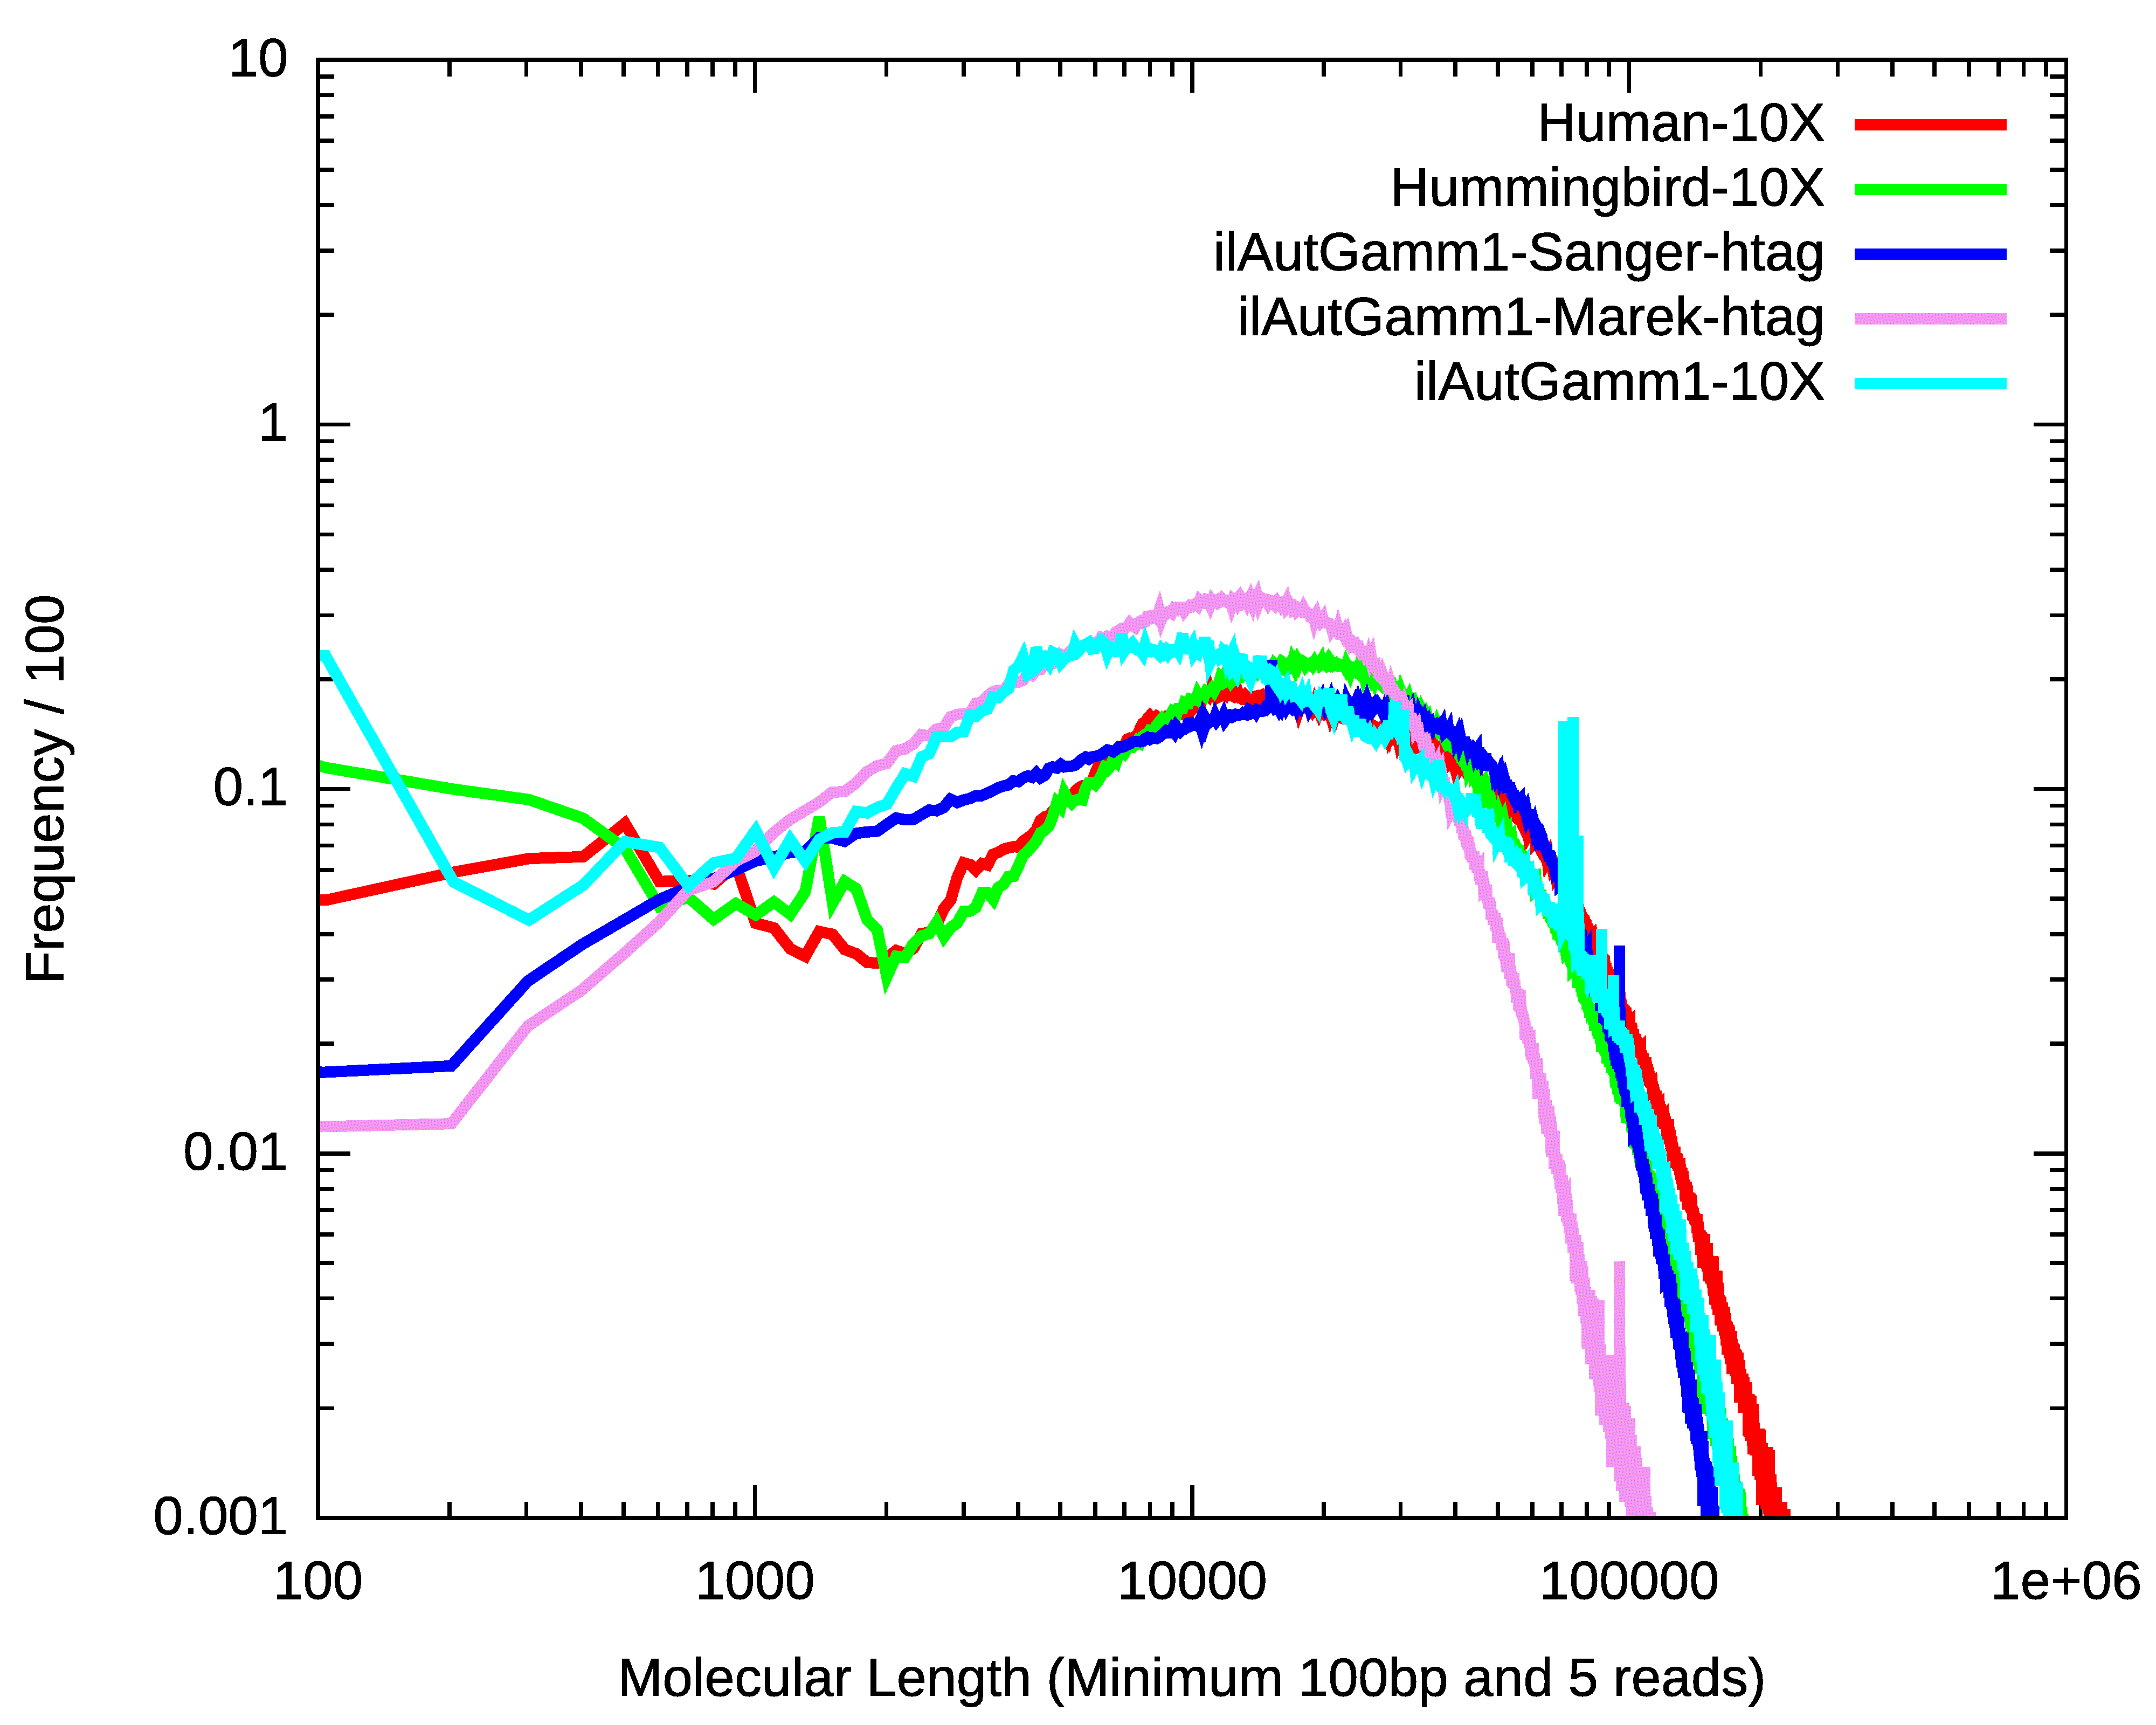 10
Human-10X
Hummingbird-10X
ilAutGamm1-Sanger-htag
ilAutGamm1-Marek-htag
ilAutGamm1-10X
1
0.1
0.01
0.001
Frequency / 100
100 1000 10000 100000 1e+06
Molecular Length (Minimum 100bp and 5 reads)